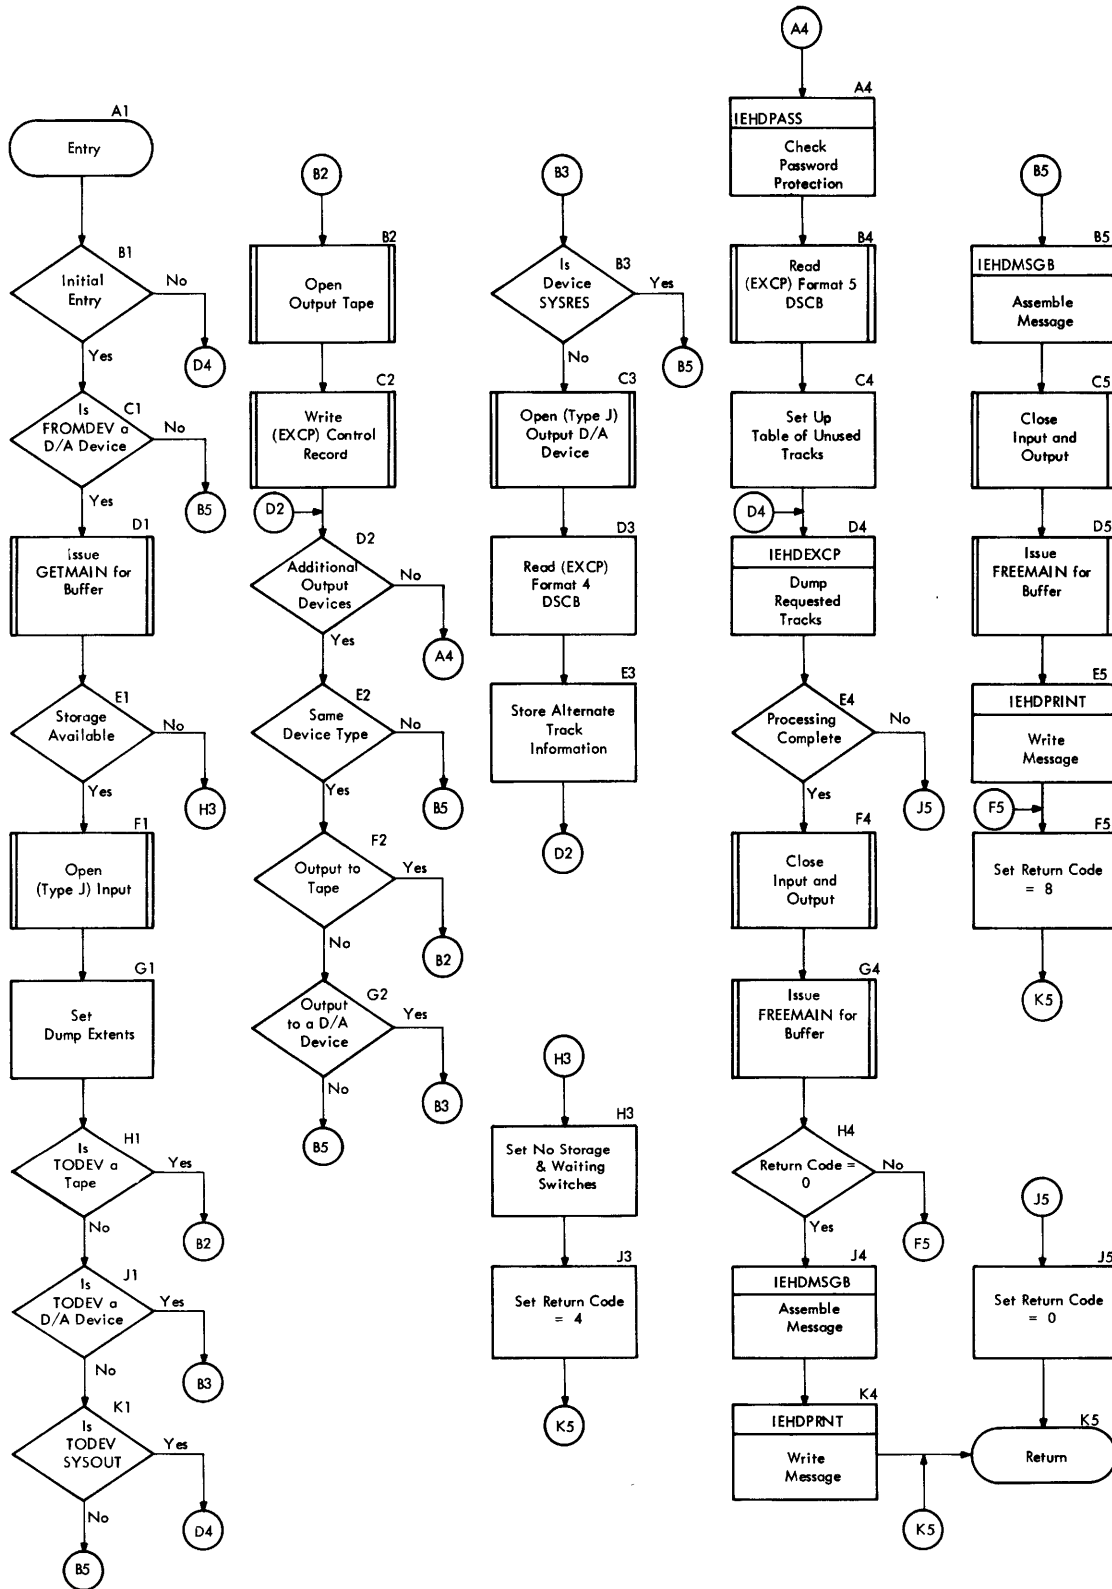 A1
Entry
B1
Initial
Entry
No
D4
Yes
C1
Is
FROMDEV a
D/A Device
No
B5
Yes
D1
Issue
GETMAIN for
Buffer
E1
Storage
Available
No
H3
Yes
F1
Open
(Type J) Input
G1
Set
Dump Extents
H1
Is
TODEV a
Tape
Yes
B2
No
J1
Is
TODEV a
D/A Device
Yes
B3
No
K1
Is
TODEV
SYSOUT
Yes
D4
No
B5
B2
B2
Open
Output Tape
C2
Write
(EXCP) Control
Record
D2
D2
Additional
Output
Devices
No
A4
Yes
E2
Same
Device Type
No
B5
Yes
F2
Output to
Tape
Yes
B2
No
G2
Output
to a D/A
Device
Yes
B3
No
B5
B3
B3
Is
Device
SYSRES
Yes
B5
No
C3
Open (Type J)
Output D/A
Device
D3
Read (EXCP)
Format 4
DSCB
E3
Store Alternate
Track
Information
D2
H3
H3
Set No Storage
& Waiting
Switches
J3
Set Return Code
= 4
K5
A4
A4
IEHDPASS
Check
Password
Protection
B4
Read
(EXCP) Format 5
DSCB
C4
Set Up
Table of Unused
Tracks
D4
D4
IEHDEXCP
Dump
Requested
Tracks
E4
Processing
Complete
No
J5
Yes
F4
Close
Input and
Output
G4
Issue
FREEMAIN for
Buffer
H4
Return Code =
0
No
F5
Yes
J4
IEHDMSGB
Assemble
Message
K4
IEHDPRNT
Write
Message
K5
B5
B5
IEHDMSGB
Assemble
Message
C5
Close
Input and
Output
D5
Issue
FREEMAIN for
Buffer
E5
IEHDPRINT
Write
Message
F5
F5
Set Return Code
= 8
K5
J5
J5
Set Return Code
= 0
K5
Return